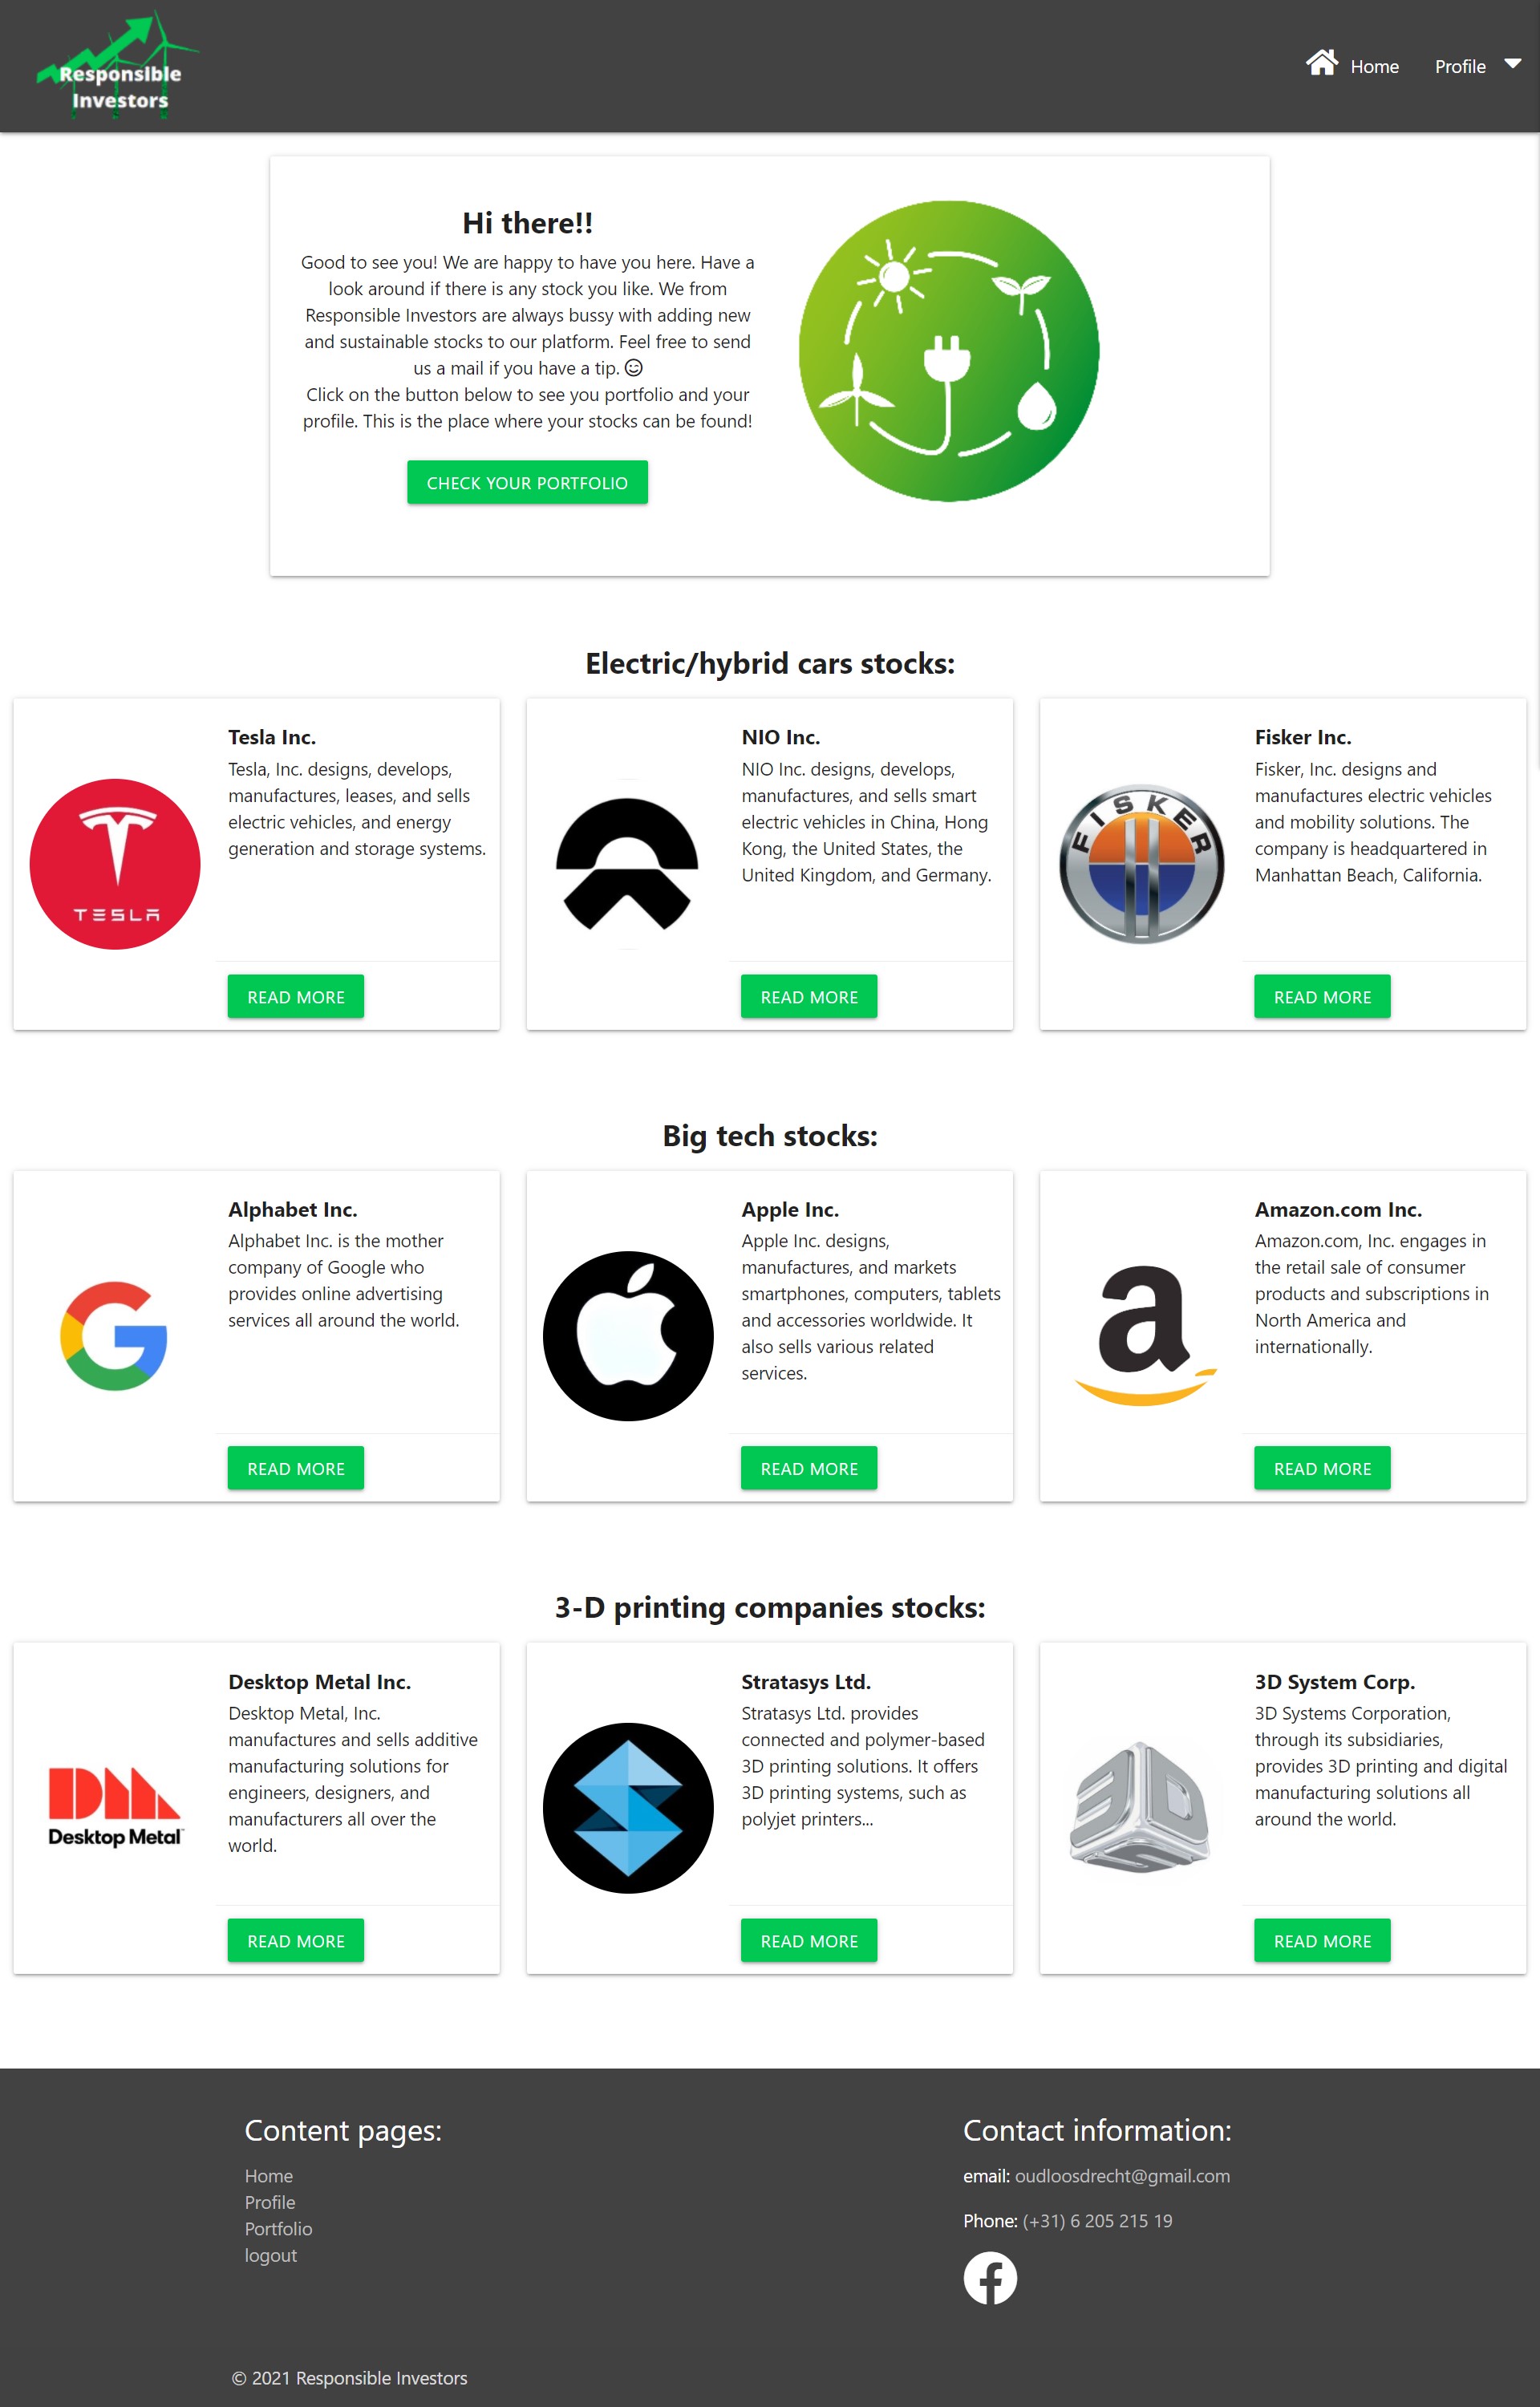 Responsible
Investors
Home
Profile
Hi there!!
Good to see you! We are happy to have you here. Have a
look around if there is any stock you like. We from
Responsible Investors are always bussy with adding new
and sustainable stocks to our platform. Feel free to send
us a mail if you have a tip.
Click on the button below to see you portfolio and your
profile. This is the place where your stocks can be found!
CHECK YOUR PORTFOLIO
Electric/hybrid cars stocks:
TESLA
Tesla Inc.
Tesla, Inc. designs, develops,
manufactures, leases, and sells
electric vehicles, and energy
generation and storage systems.
READ MORE
NIO Inc.
NIO Inc. designs, develops,
manufactures, and sells smart
electric vehicles in China, Hong
Kong, the United States, the
United Kingdom, and Germany.
READ MORE
FISKER
Fisker Inc.
Fisker, Inc. designs and
manufactures electric vehicles
and mobility solutions. The
company is headquartered in
Manhattan Beach, California.
READ MORE
Big tech stocks:
G
Alphabet Inc.
Alphabet Inc. is the mother
company of Google who
provides online advertising
services all around the world.
READ MORE
Apple Inc.
Apple Inc. designs,
manufactures, and markets
smartphones, computers, tablets
and accessories worldwide. It
also sells various related
services.
READ MORE
a
Amazon.com Inc.
Amazon.com, Inc. engages in
the retail sale of consumer
products and subscriptions in
North America and
internationally.
READ MORE
3-D printing companies stocks:
DM
Desktop Metal
Desktop Metal Inc.
Desktop Metal, Inc.
manufactures and sells additive
manufacturing solutions for
engineers, designers, and
manufacturers all over the
world.
READ MORE
Stratasys Ltd.
Stratasys Ltd. provides
connected and polymer-based
3D printing solutions. It offers
3D printing systems, such as
polyjet printers...
READ MORE
3DS
3D System Corp.
3D Systems Corporation,
through its subsidiaries,
provides 3D printing and digital
manufacturing solutions all
around the world.
READ MORE
Content pages:
Home
Profile
Portfolio
logout
Contact information:
email: oudloosdrecht@gmail.com
Phone: (+31) 6 205 215 19
© 2021 Responsible Investors